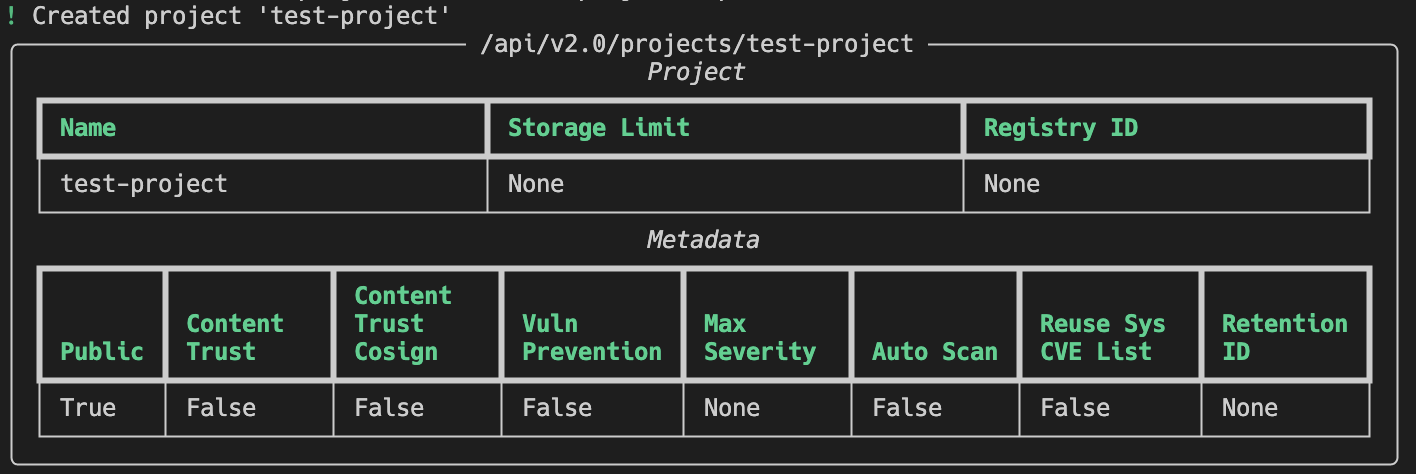 ! Created project 'test-project'
/api/v2.0/projects/test-project
Project
Name Storage Limit Registry ID
test-project None None
Metadata
Content
Content Trust Vuln Max Reuse Sys Retention
Public Trust Cosign Prevention Severity Auto Scan CVE List ID
True False False False None False False None